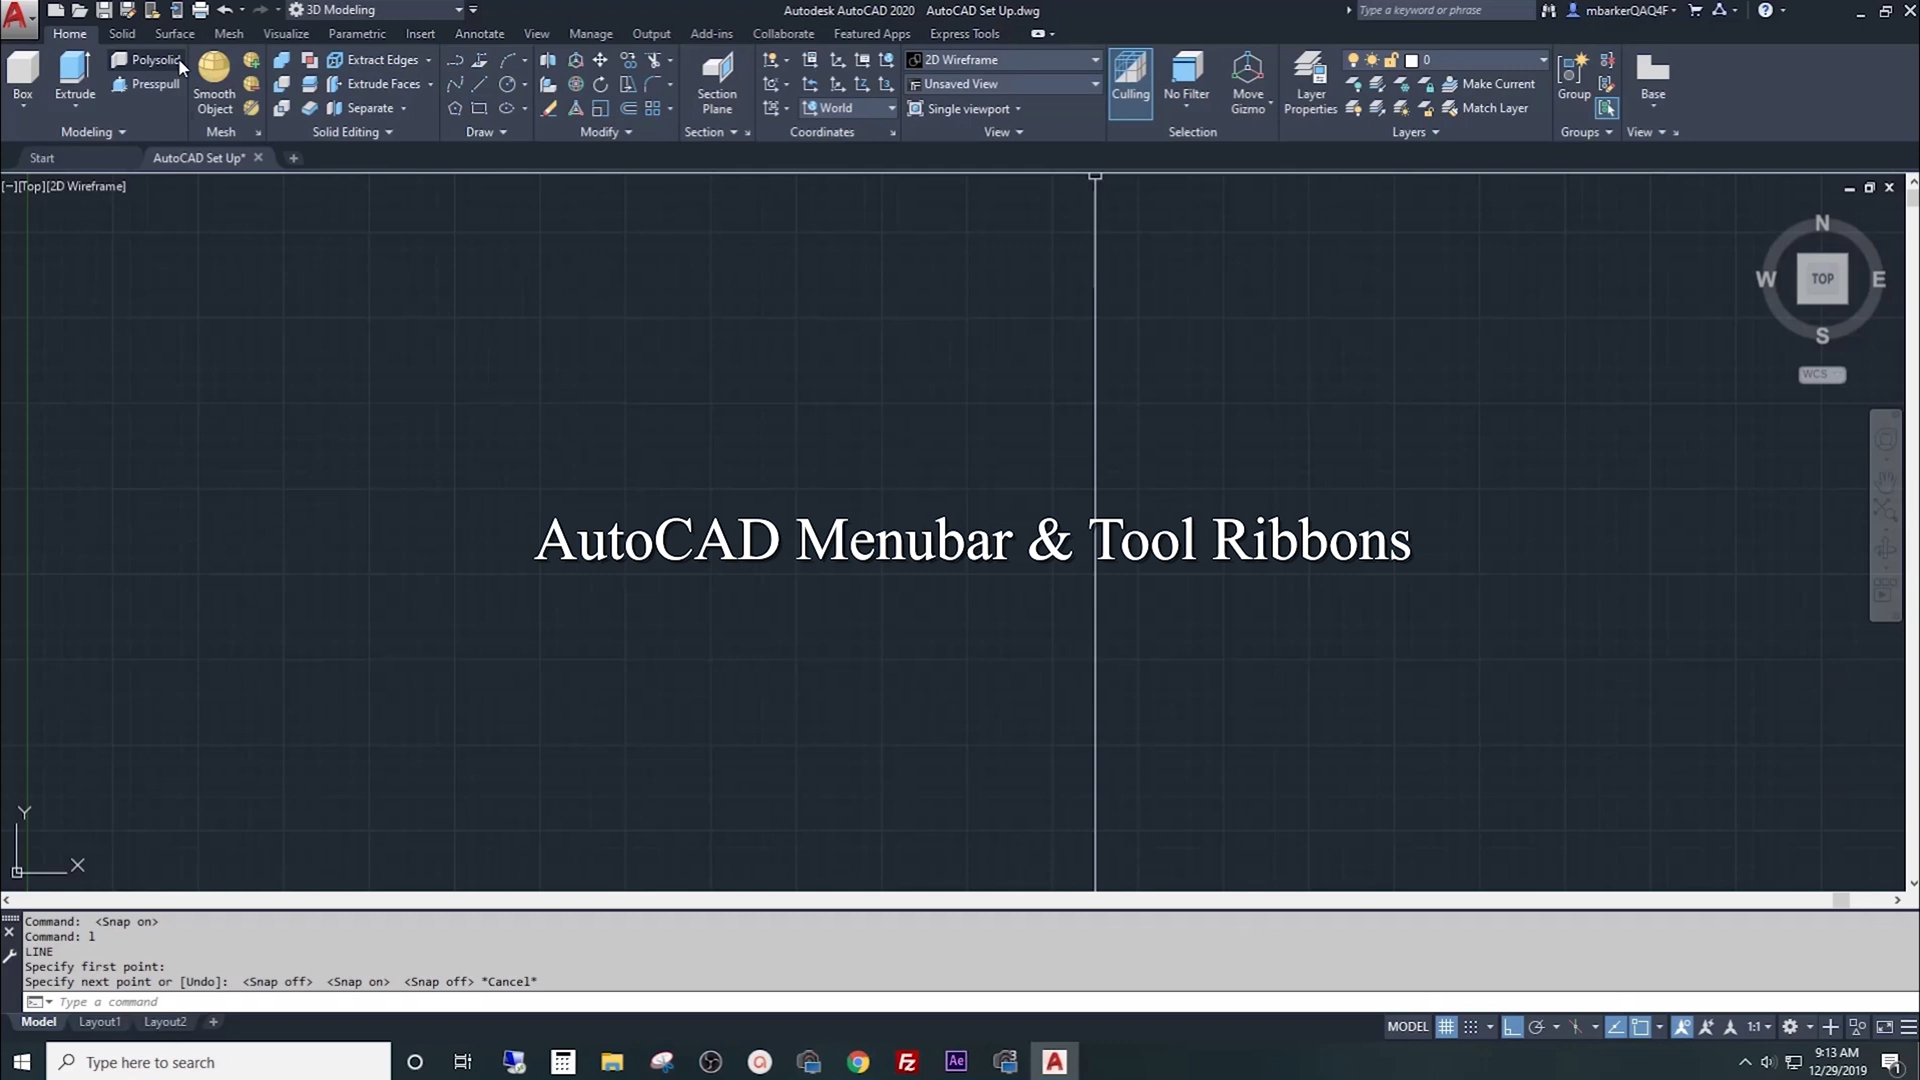 3D Modeling
Autodesk AutoCAD 2020 AutoCAD Set Up.dwg
Type a keyword or phrase
mbarkerQAQ4F
Home Solid Surface Mesh Visualize Parametric Insert Annotate View Manage Output Add-ins Collaborate Featured Apps Express Tools
Box
Extrude
Polysolid
Presspull
Modeling
Smooth
Object
Mesh
Extract Edges
Extrude Faces
Separate
Solid Editing
Draw
Modify
Section
Plane
Section
World
Coordinates
2D Wireframe
Unsaved View
Single viewport
View
Culling
No Filter
Selection
Move
Gizmo
Layer
Properties
0
Make Current
Match Layer
Layers
Group
Groups
Base
View
Start
AutoCAD Set Up*
[−][Top][2D Wireframe]
N
W TOP E
S
WCS
AutoCAD Menubar & Tool Ribbons
Y
X
Command: <Snap on>
Command: l
LINE
Specify first point:
Specify next point or [Undo]: <Snap off> <Snap on> <Snap off> *Cancel*
Type a command
Model Layout1 Layout2
MODEL
1:1
Type here to search
9:13 AM
12/29/2019